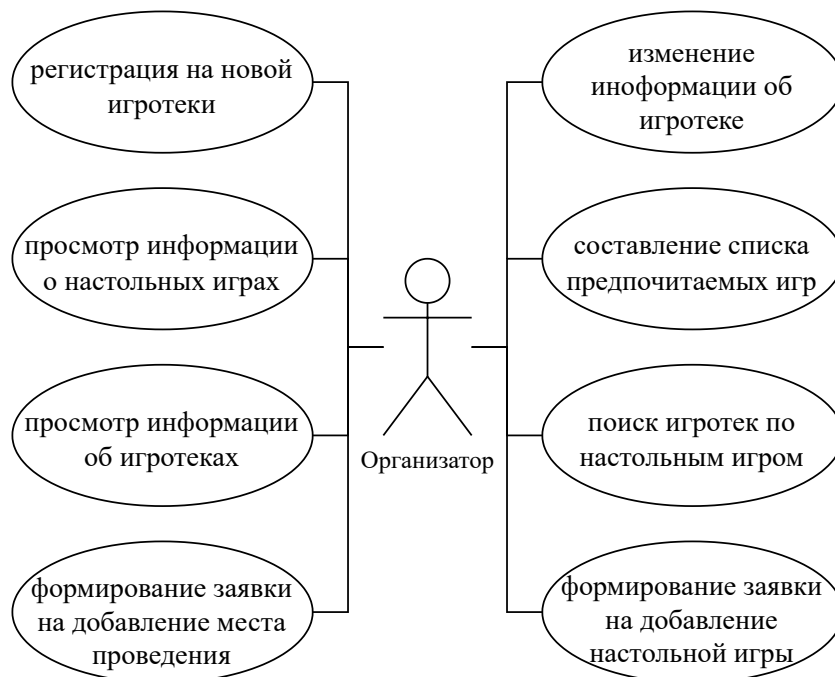 регистрация на новой
игротеки
просмотр информации
о настольных играх
просмотр информации
об игротеках
формирование заявки
на добавление места
проведения
Организатор
изменение
иноформации об
игротеке
составление списка
предпочитаемых игр
поиск игротек по
настольным игром
формирование заявки
на добавление
настольной игры